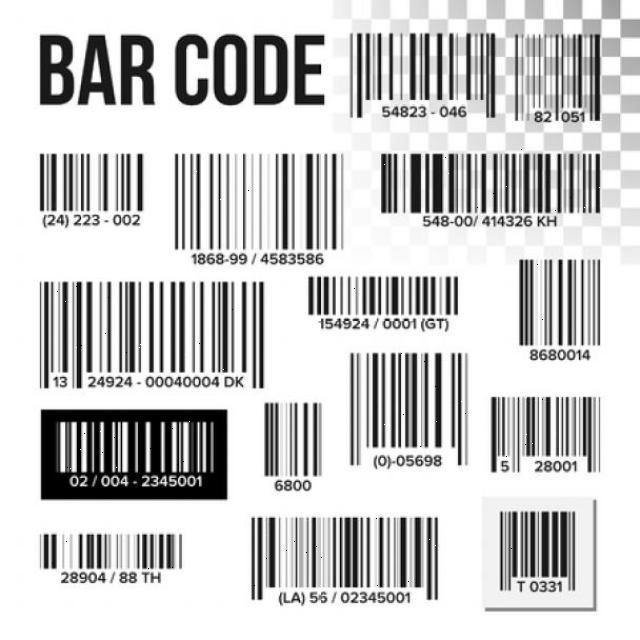 BAR CODE
54823 - 046
82 051
(24) 223 - 002
1868-99 / 4583586
548-00/ 414326 KH
154924 / 0001 (GT)
8680014
13 24924 - 00040004 DK
(0)-05698
02 / 004 - 2345001
6800
5 28001
28904 / 88 TH
(LA) 56 / 02345001
T 0331